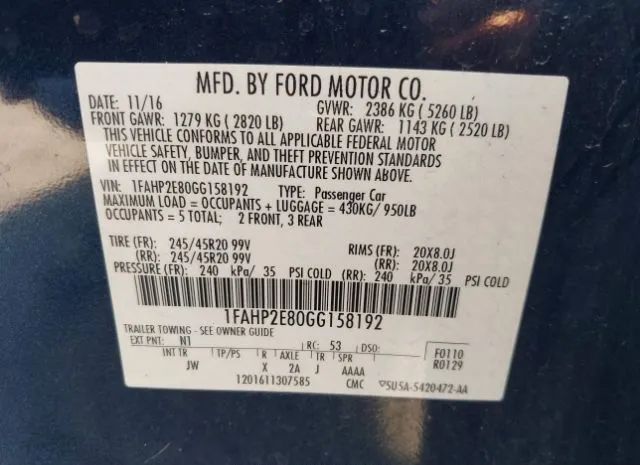 MFD. BY FORD MOTOR CO.
DATE: 11/16 GVWR: 2386 KG ( 5260 LB)
FRONT GAWR: 1279 KG ( 2820 LB) REAR GAWR: 1143 KG ( 2520 LB)
THIS VEHICLE CONFORMS TO ALL APPLICABLE FEDERAL MOTOR
VEHICLE SAFETY, BUMPER, AND THEFT PREVENTION STANDARDS
IN EFFECT ON THE DATE OF MANUFACTURE SHOWN ABOVE.
VIN: 1FAHP2E80GG158192 TYPE: Passenger Car
MAXIMUM LOAD = OCCUPANTS + LUGGAGE = 430KG/ 950LB
OCCUPANTS = 5 TOTAL; 2 FRONT, 3 REAR
TIRE (FR): 245/45R20 99V RIMS (FR): 20X8.0J
(RR): 245/45R20 99V (RR): 20X8.0J
PRESSURE (FR): 240 kPa/ 35 PSI COLD (RR): 240 kPa/ 35 PSI COLD
1FAHP2E80GG158192
TRAILER TOWING - SEE OWNER GUIDE
EXT PNT: N1 RC: 53 DSO: F0110
INT TR TP/PS R AXLE TR SPR R0129
JW X 2A J AAAA
1201611307585 CMC SU5A-5420472-AA